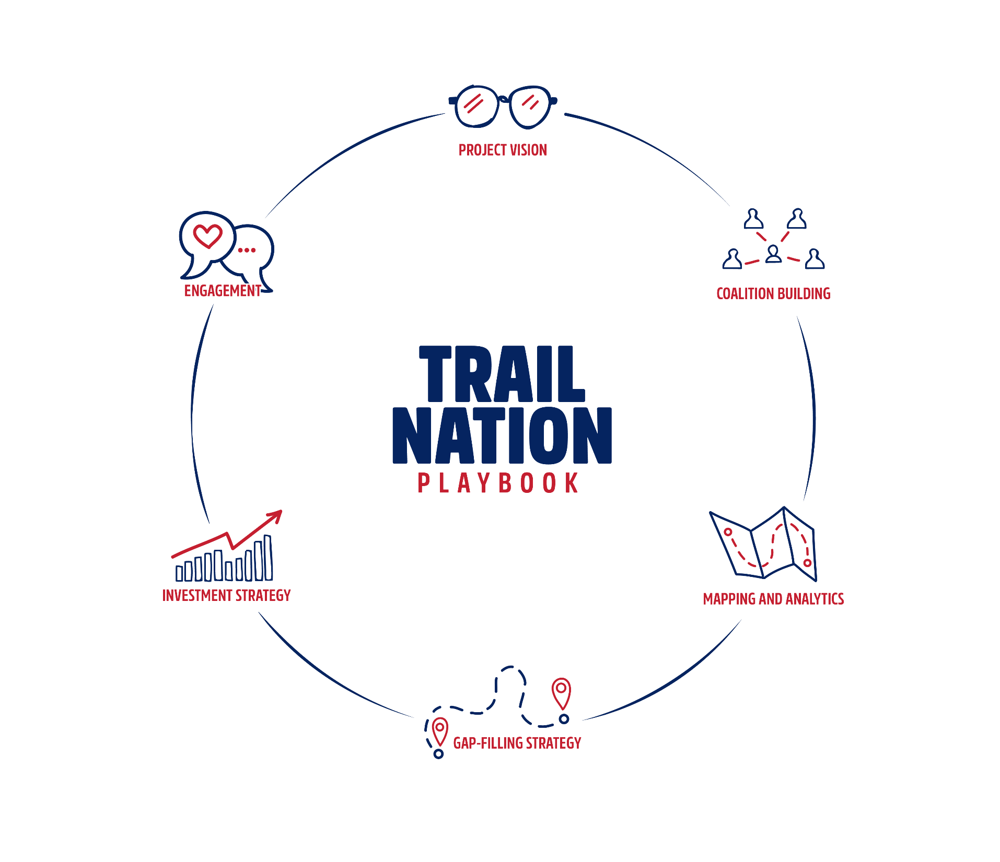 PROJECT VISION
ENGAGEMENT
COALITION BUILDING
TRAIL
NATION
PLAYBOOK
INVESTMENT STRATEGY
MAPPING AND ANALYTICS
GAP-FILLING STRATEGY